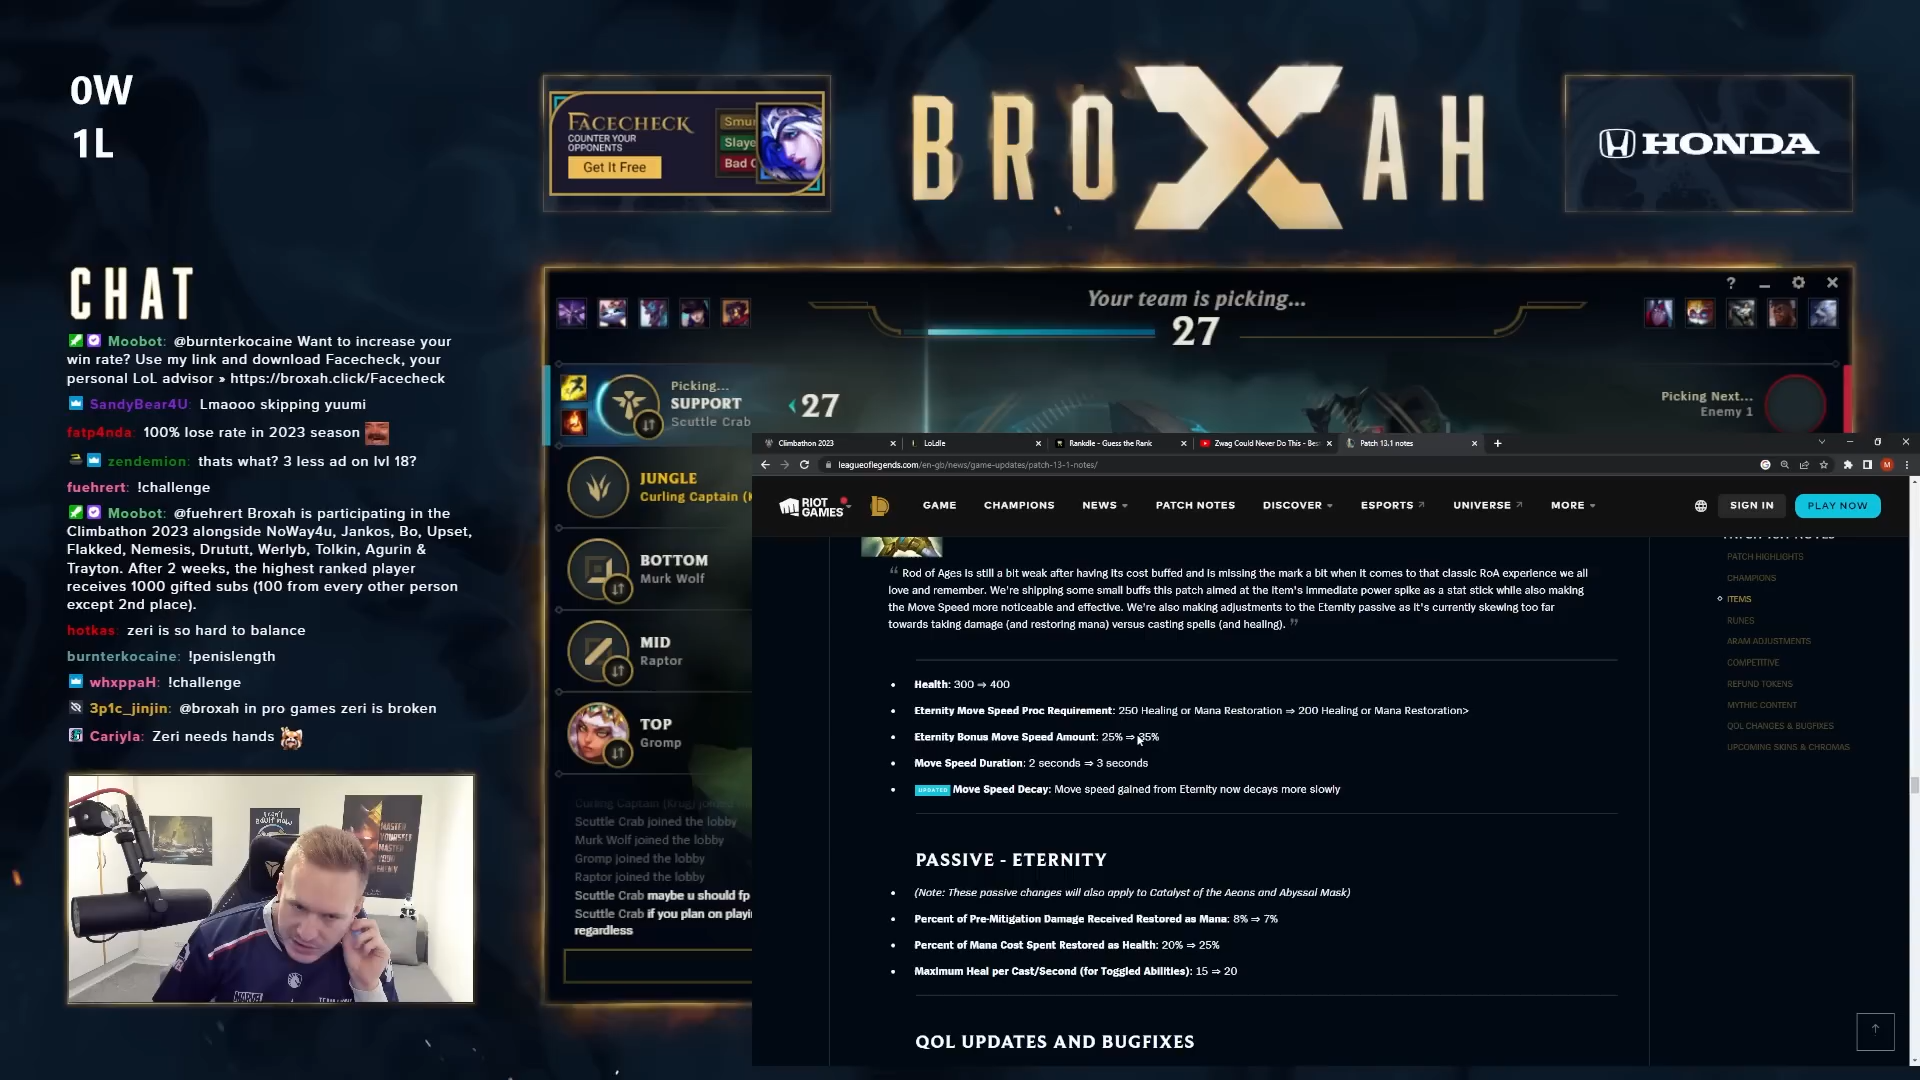 0W
1L
FACECHECK
COUNTER YOUR
OPPONENTS
Get It Free
BROXAH
HONDA
CHAT
Moobot: @burnterkocaine Want to increase your
win rate? Use my link and download Facecheck, your
personal LoL advisor » https://broxah.click/Facecheck
SandyBear4U: Lmaooo skipping yuumi
fatp4nda: 100% lose rate in 2023 season
zendemion: thats what? 3 less ad on lvl 18?
fuehrert: !challenge
Moobot: @fuehrert Broxah is participating in the
Climbathon 2023 alongside NoWay4u, Jankos, Bo, Upset,
Flakked, Nemesis, Drututt, Werlyb, Tolkin, Agurin &
Trayton. After 2 weeks, the highest ranked player
receives 1000 gifted subs (100 from every other person
except 2nd place).
hotkas: zeri is so hard to balance
burnterkocaine: !penislength
whxppaH: !challenge
3p1c_jinjin: @broxah in pro games zeri is broken
Cariyla: Zeri needs hands
Your team is picking...
27
Picking...
SUPPORT
Scuttle Crab
27
Picking Next...
Enemy 1
JUNGLE
Curling Captain (K
BOTTOM
Murk Wolf
MID
Raptor
TOP
Gromp
Curling Captain (Krug) joined
Scuttle Crab joined the lobby
Murk Wolf joined the lobby
Gromp joined the lobby
Raptor joined the lobby
Scuttle Crab maybe u should fp
Scuttle Crab if you plan on playi
regardless
Climbathon 2023
LoLdle
Rankdle - Guess the Rank
Zwag Could Never Do This - Bes
Patch 13.1 notes
leagueoflegends.com/en-gb/news/game-updates/patch-13-1-notes/
RIOT GAMES
GAME
CHAMPIONS
NEWS
PATCH NOTES
DISCOVER
ESPORTS
UNIVERSE
MORE
SIGN IN
PLAY NOW
“ Rod of Ages is still a bit weak after having its cost buffed and is missing the mark a bit when it comes to that classic RoA experience we all
love and remember. We're shipping some small buffs this patch aimed at the item's immediate power spike as a stat stick while also making
the Move Speed more noticeable and effective. We're also making adjustments to the Eternity passive as it's currently skewing too far
towards taking damage (and restoring mana) versus casting spells (and healing). ”
Health: 300 ⇒ 400
Eternity Move Speed Proc Requirement: 250 Healing or Mana Restoration ⇒ 200 Healing or Mana Restoration>
Eternity Bonus Move Speed Amount: 25% ⇒ 35%
Move Speed Duration: 2 seconds ⇒ 3 seconds
UPDATED Move Speed Decay: Move speed gained from Eternity now decays more slowly
PASSIVE - ETERNITY
(Note: These passive changes will also apply to Catalyst of the Aeons and Abyssal Mask)
Percent of Pre-Mitigation Damage Received Restored as Mana: 8% ⇒ 7%
Percent of Mana Cost Spent Restored as Health: 20% ⇒ 25%
Maximum Heal per Cast/Second (for Toggled Abilities): 15 ⇒ 20
QOL UPDATES AND BUGFIXES
PATCH HIGHLIGHTS
CHAMPIONS
ITEMS
RUNES
ARAM ADJUSTMENTS
COMPETITIVE
REFUND TOKENS
MYTHIC CONTENT
QOL CHANGES & BUGFIXES
UPCOMING SKINS & CHROMAS